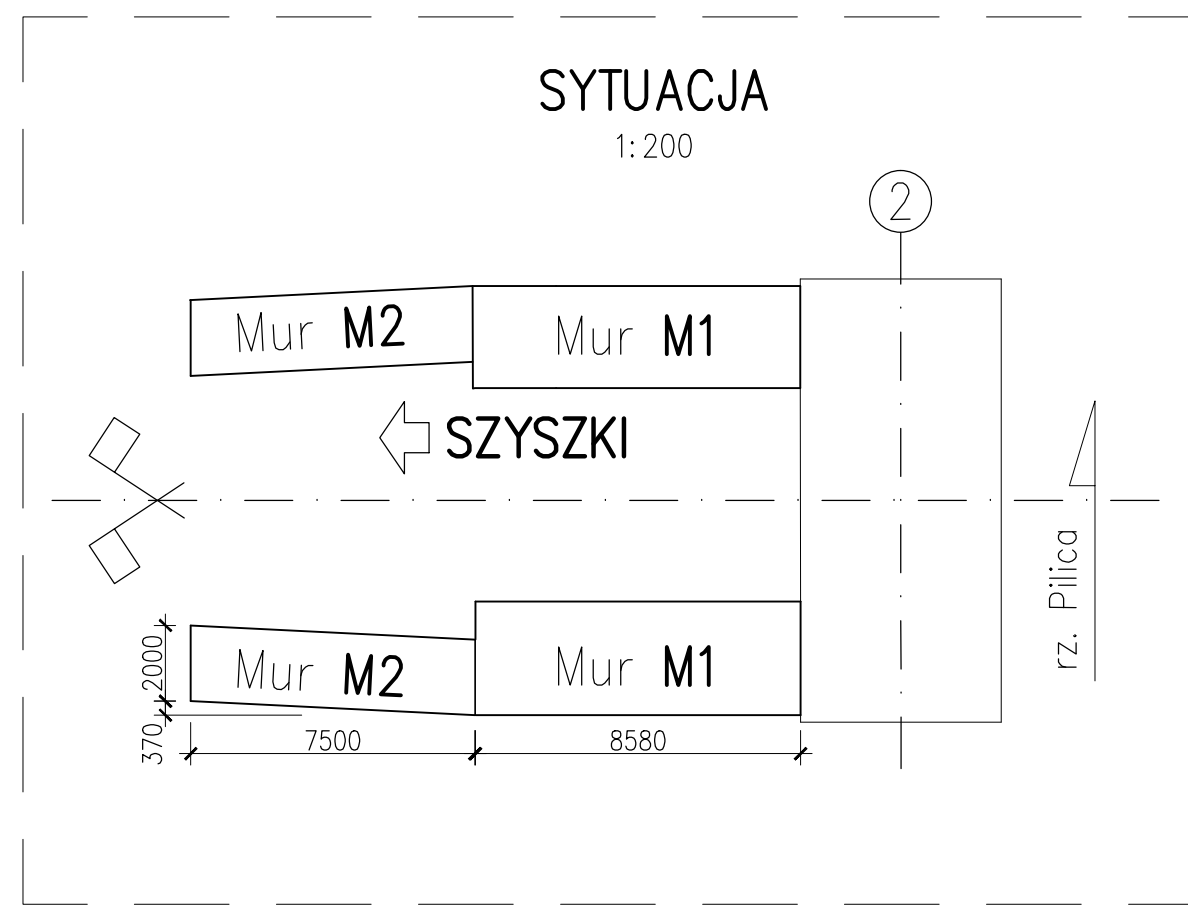 SYTUACJA
1:200
2
Mur M2
Mur M1
SZYSZKI
rz. Pilica
Mur M2
Mur M1
2000
370
7500
8580